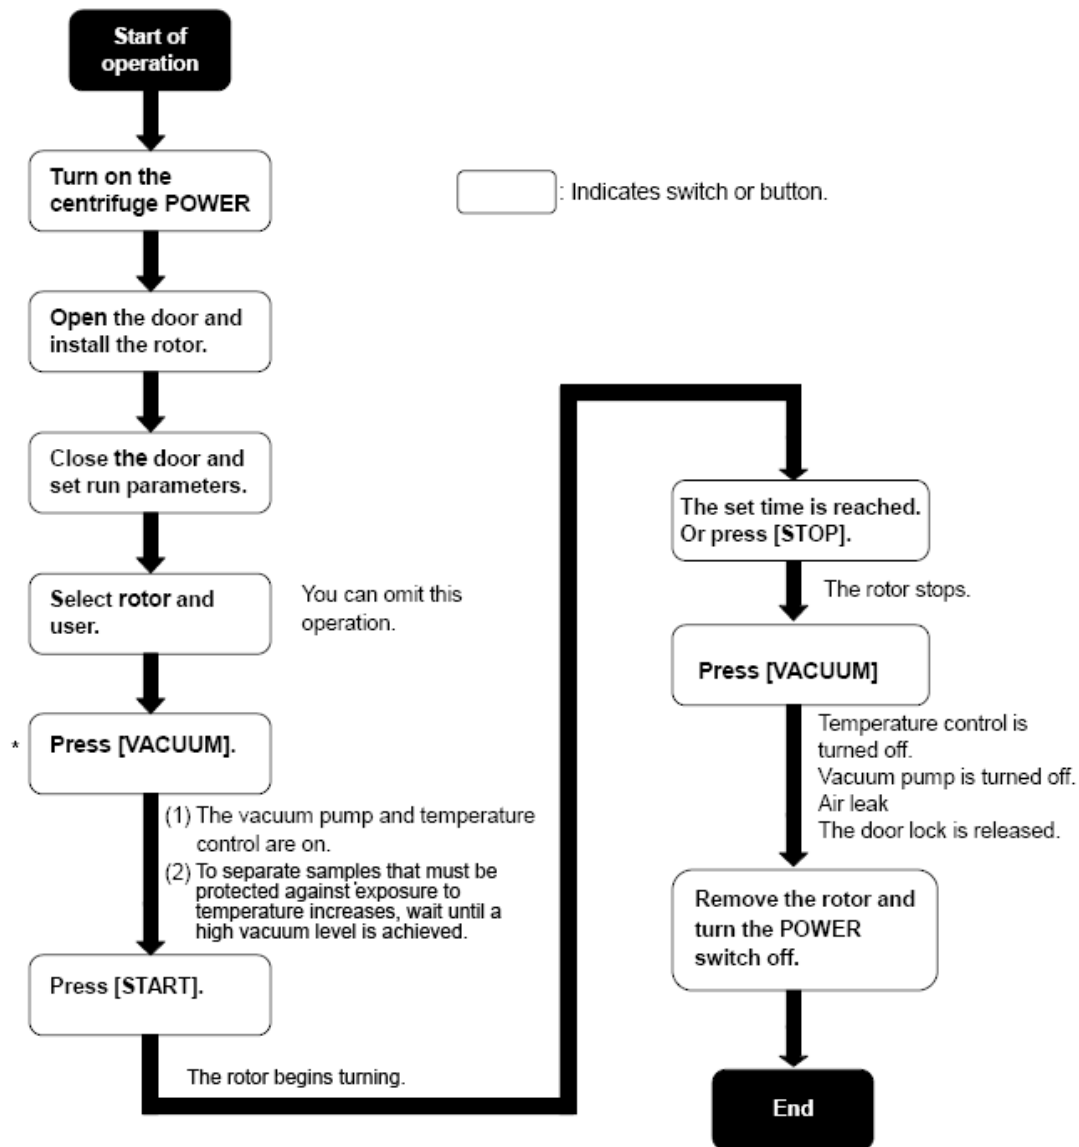 Start of
operation
Turn on the
centrifuge POWER
: Indicates switch or button.
Open the door and
install the rotor.
Close the door and
set run parameters.
Select rotor and
user.
You can omit this
operation.
* Press [VACUUM].
(1) The vacuum pump and temperature
control are on.
(2) To separate samples that must be
protected against exposure to
temperature increases, wait until a
high vacuum level is achieved.
Press [START].
The rotor begins turning.
The set time is reached.
Or press [STOP].
The rotor stops.
Press [VACUUM]
Temperature control is
turned off.
Vacuum pump is turned off.
Air leak
The door lock is released.
Remove the rotor and
turn the POWER
switch off.
End